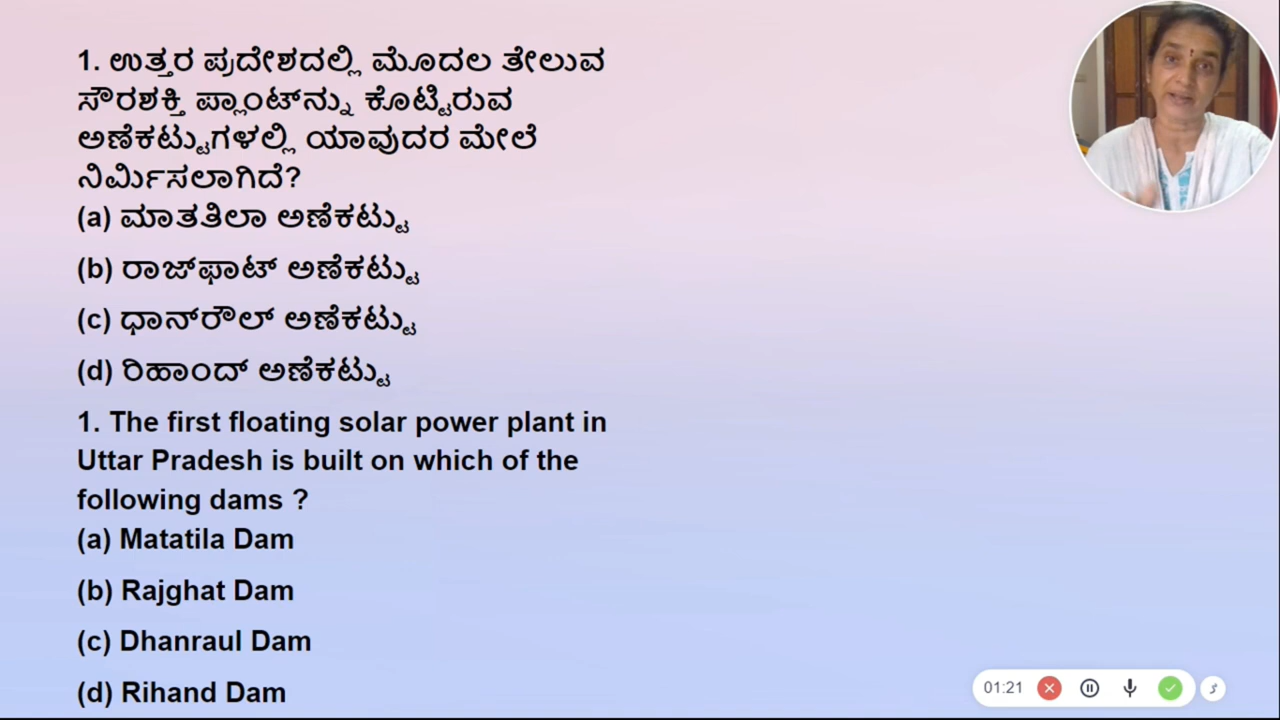 1. ಉತ್ತರ ಪ್ರದೇಶದಲ್ಲಿ ಮೊದಲ ತೇಲುವ
ಸೌರಶಕ್ತಿ ಪ್ಲಾಂಟ್‌ನ್ನು ಕೊಟ್ಟಿರುವ
ಅಣೆಕಟ್ಟುಗಳಲ್ಲಿ ಯಾವುದರ ಮೇಲೆ
ನಿರ್ಮಿಸಲಾಗಿದೆ?
(a) ಮಾತತಿಲಾ ಅಣೆಕಟ್ಟು
(b) ರಾಜ್‌ಘಾಟ್ ಅಣೆಕಟ್ಟು
(c) ಧಾನ್‌ರೌಲ್ ಅಣೆಕಟ್ಟು
(d) ರಿಹಾಂದ್ ಅಣೆಕಟ್ಟು
1. The first floating solar power plant in
Uttar Pradesh is built on which of the
following dams ?
(a) Matatila Dam
(b) Rajghat Dam
(c) Dhanraul Dam
(d) Rihand Dam
01:21